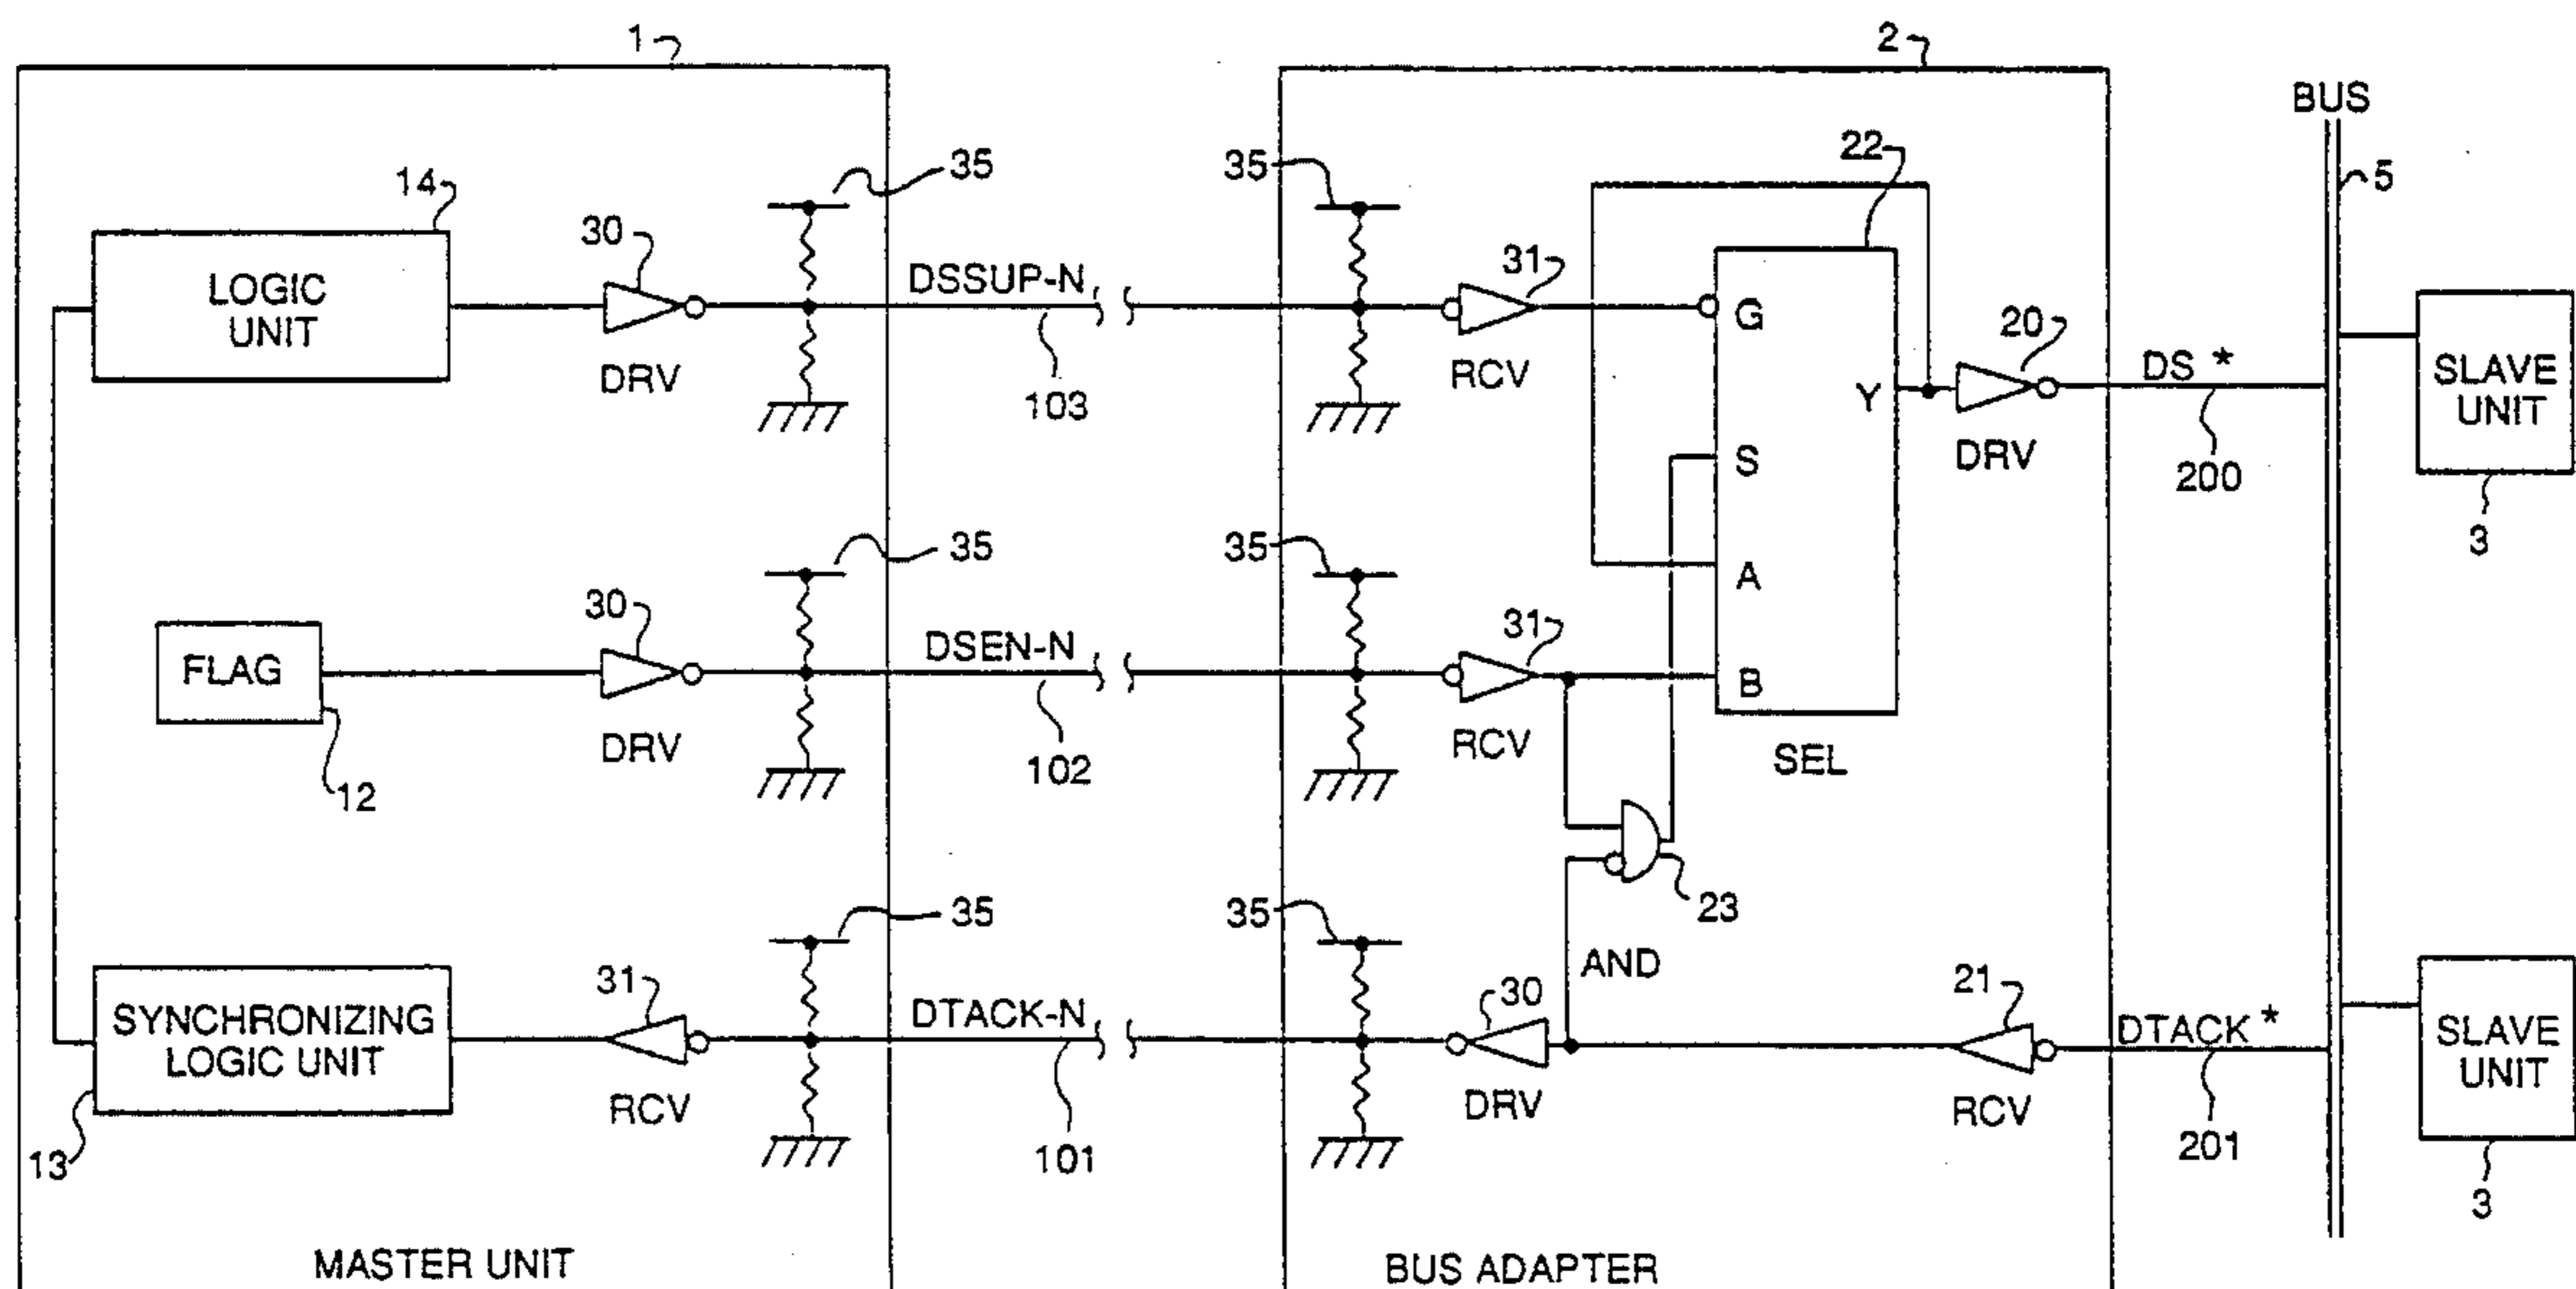 1
2
BUS
14
35
35
22
5
LOGIC
UNIT
30
DSSUP-N
31
G
20
DS *
SLAVE
UNIT
DRV
103
RCV
Y
DRV
200
S
3
35
35
A
FLAG
30
DSEN-N
31
B
12
DRV
102
RCV
SEL
23
35
35
AND
SYNCHRONIZING
LOGIC UNIT
31
DTACK-N
30
21
DTACK *
SLAVE
UNIT
13
RCV
101
DRV
RCV
201
3
MASTER UNIT
BUS ADAPTER